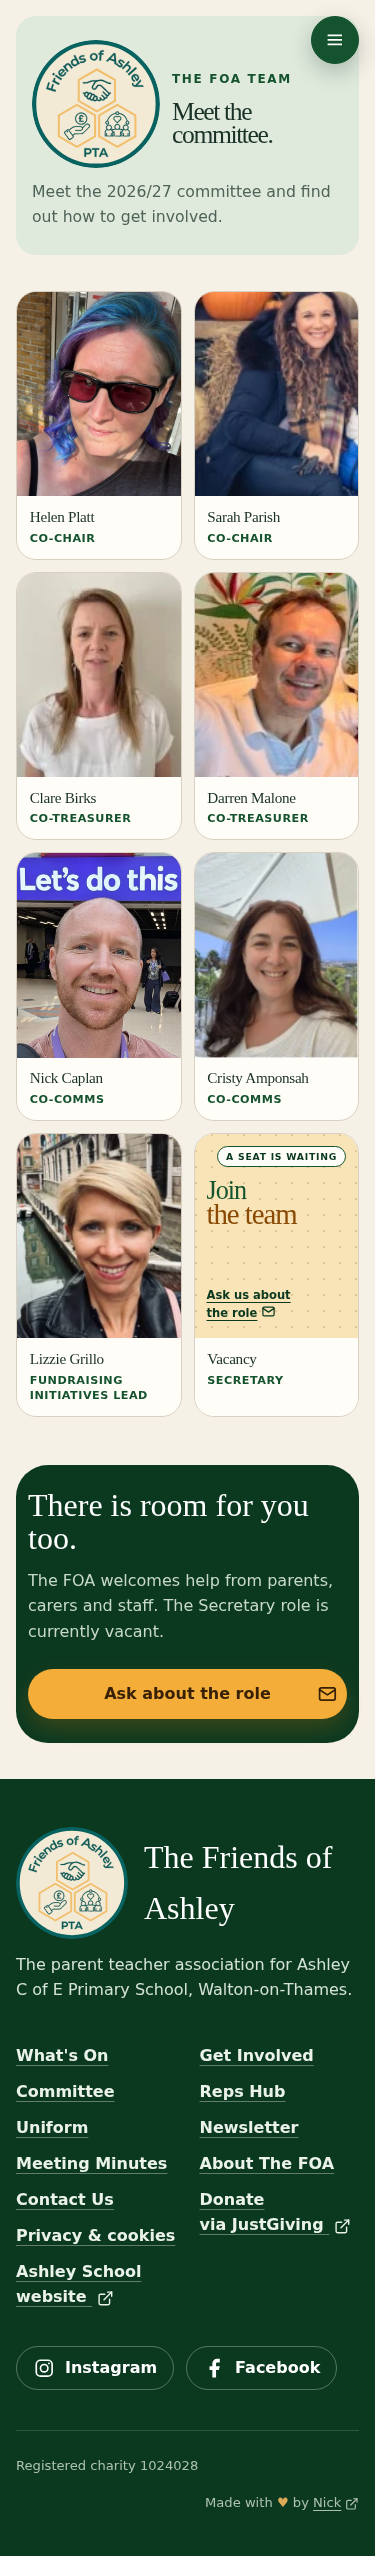 Friends of Ashley
PTA
THE FOA TEAM
Meet the
committee.
Meet the 2026/27 committee and find
out how to get involved.
Helen Platt
CO-CHAIR
Sarah Parish
CO-CHAIR
Clare Birks
CO-TREASURER
Darren Malone
CO-TREASURER
Let's do this
Nick Caplan
CO-COMMS
Cristy Amponsah
CO-COMMS
Lizzie Grillo
FUNDRAISING
INITIATIVES LEAD
A SEAT IS WAITING
Join
the team
Ask us about
the role
Vacancy
SECRETARY
There is room for you
too.
The FOA welcomes help from parents,
carers and staff. The Secretary role is
currently vacant.
Ask about the role
Friends of Ashley
£
PTA
The Friends of
Ashley
The parent teacher association for Ashley
C of E Primary School, Walton-on-Thames.
What's On
Committee
Uniform
Meeting Minutes
Contact Us
Privacy & cookies
Ashley School
website
Get Involved
Reps Hub
Newsletter
About The FOA
Donate
via JustGiving
Instagram
Facebook
Registered charity 1024028
Made with ♥ by Nick